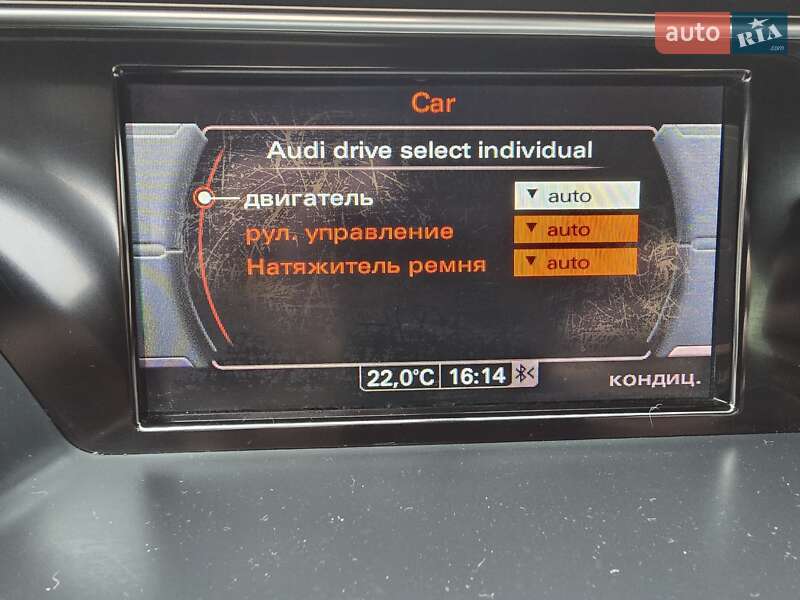 auto RIA .com
Car
Audi drive select individual
двигатель ▼ auto
рул. управление ▼ auto
Натяжитель ремня ▼ auto
22,0°C 16:14
кондиц.